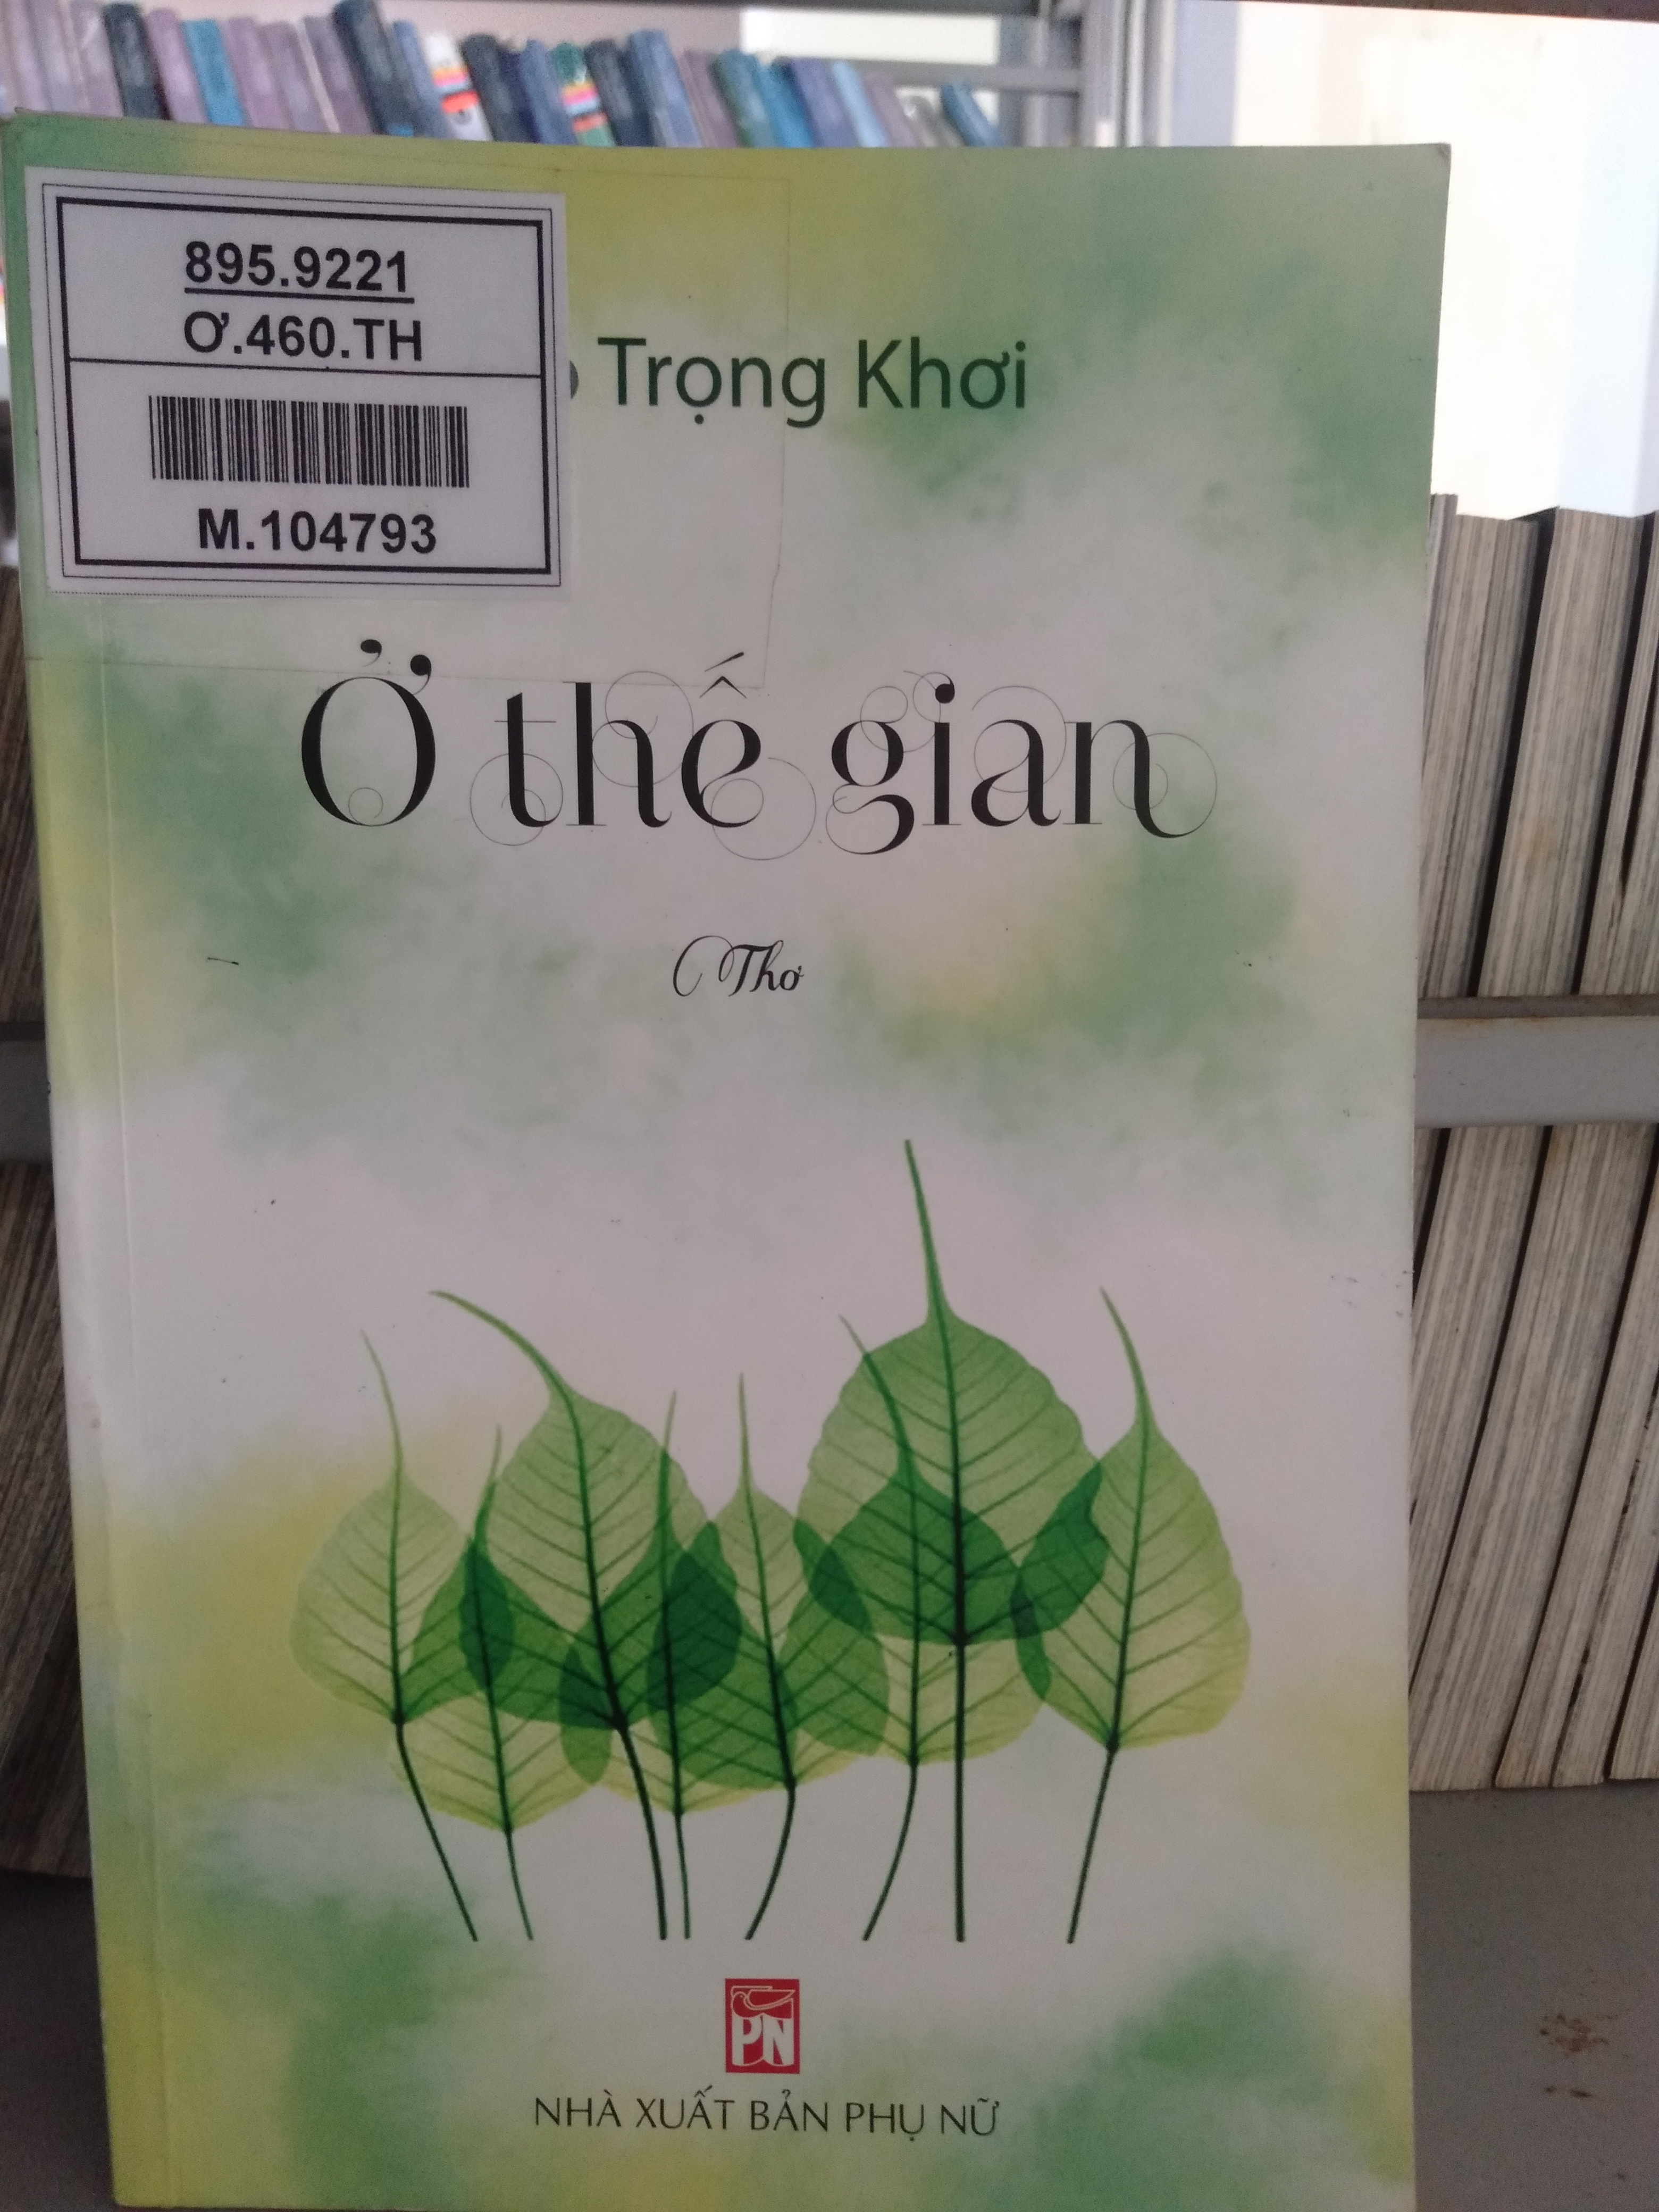 895.9221
Ơ.460.TH
M.104793
Trọng Khơi
Ở thế gian
Thơ
PN
NHÀ XUẤT BẢN PHỤ NỮ